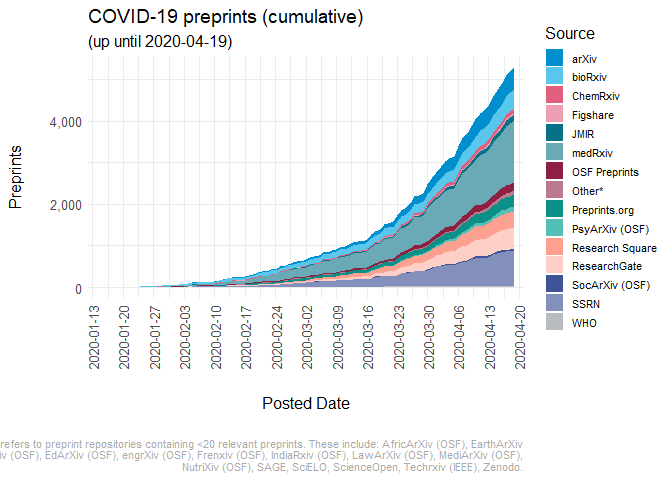 COVID-19 preprints (cumulative)
(up until 2020-04-19)
Source
arXiv
bioRxiv
ChemRxiv
Figshare
JMIR
medRxiv
OSF Preprints
Other*
Preprints.org
PsyArXiv (OSF)
Research Square
ResearchGate
SocArXiv (OSF)
SSRN
WHO
Preprints
4,000
2,000
0
2020-01-13
2020-01-20
2020-01-27
2020-02-03
2020-02-10
2020-02-17
2020-02-24
2020-03-02
2020-03-09
2020-03-16
2020-03-23
2020-03-30
2020-04-06
2020-04-13
2020-04-20
Posted Date
refers to preprint repositories containing <20 relevant preprints. These include: AfricArXiv (OSF), EarthArXiv
(OSF), EdArXiv (OSF), engrXiv (OSF), Frenxiv (OSF), IndiaRxiv (OSF), LawArXiv (OSF), MediArXiv (OSF),
NutriXiv (OSF), SAGE, SciELO, ScienceOpen, Techrxiv (IEEE), Zenodo.